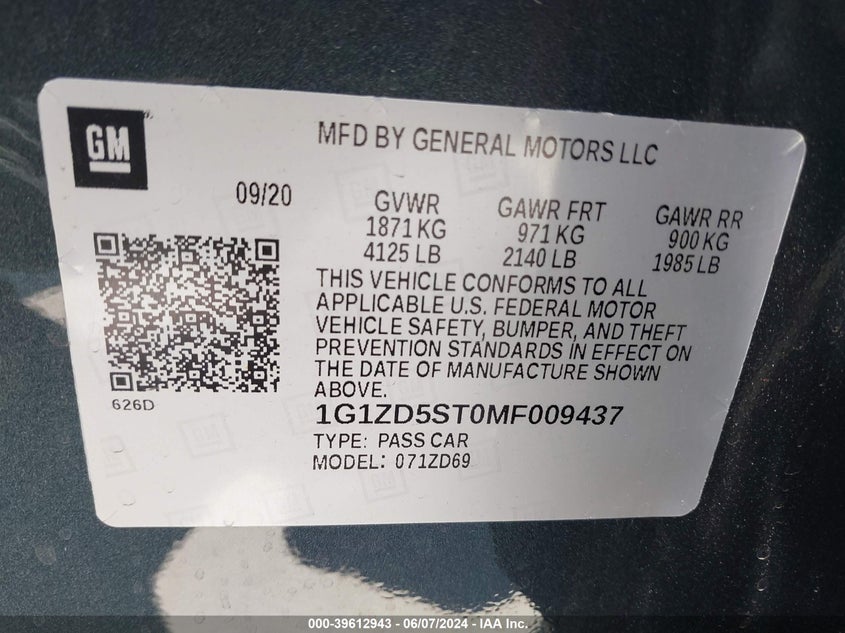 GM
MFD BY GENERAL MOTORS LLC
09/20
GVWR GAWR FRT GAWR RR
1871 KG 971 KG 900 KG
4125 LB 2140 LB 1985 LB
THIS VEHICLE CONFORMS TO ALL
APPLICABLE U.S. FEDERAL MOTOR
VEHICLE SAFETY, BUMPER, AND THEFT
PREVENTION STANDARDS IN EFFECT ON
THE DATE OF MANUFACTURE SHOWN
ABOVE.
626D
1G1ZD5ST0MF009437
TYPE: PASS CAR
MODEL: 071ZD69
000-39612943 - 06/07/2024 - IAA Inc.